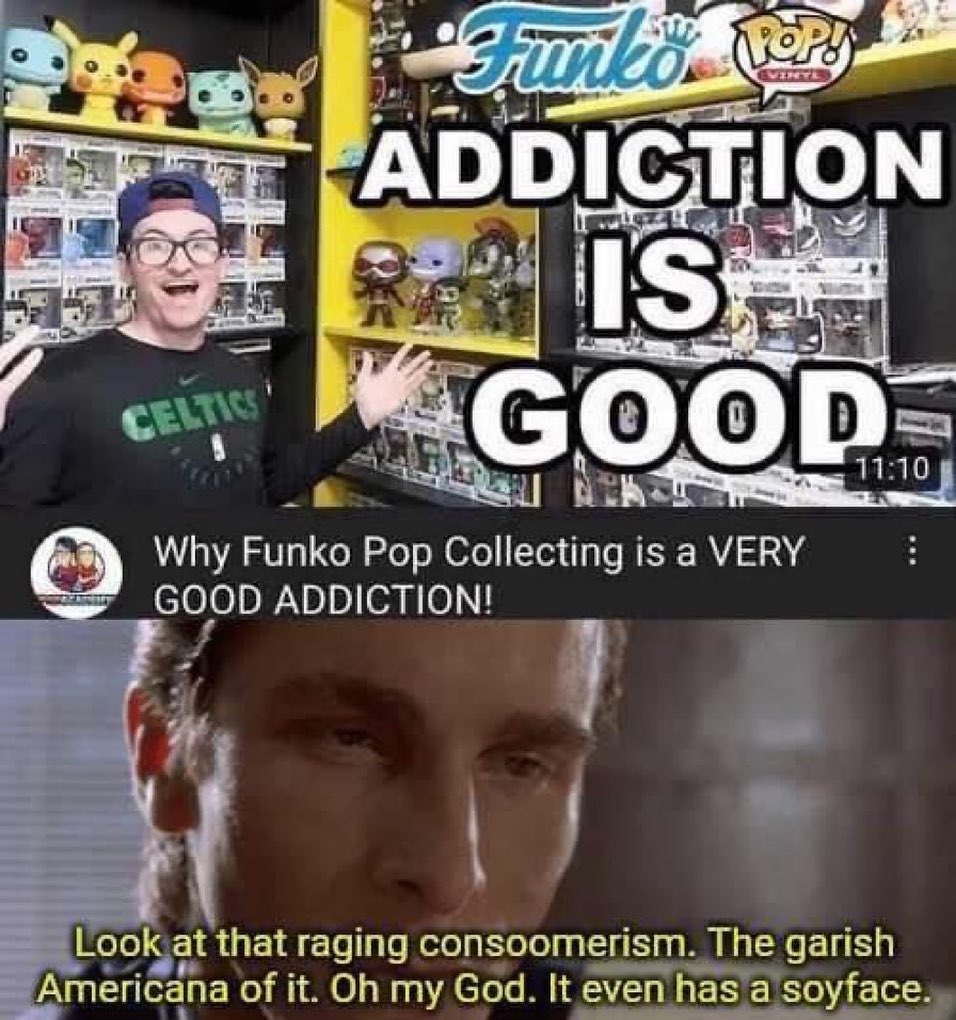 Funko POP!
VINYL
ADDICTION
IS
GOOD
CELTICS
11:10
Why Funko Pop Collecting is a VERY
GOOD ADDICTION!
Look at that raging consoomerism. The garish
Americana of it. Oh my God. It even has a soyface.